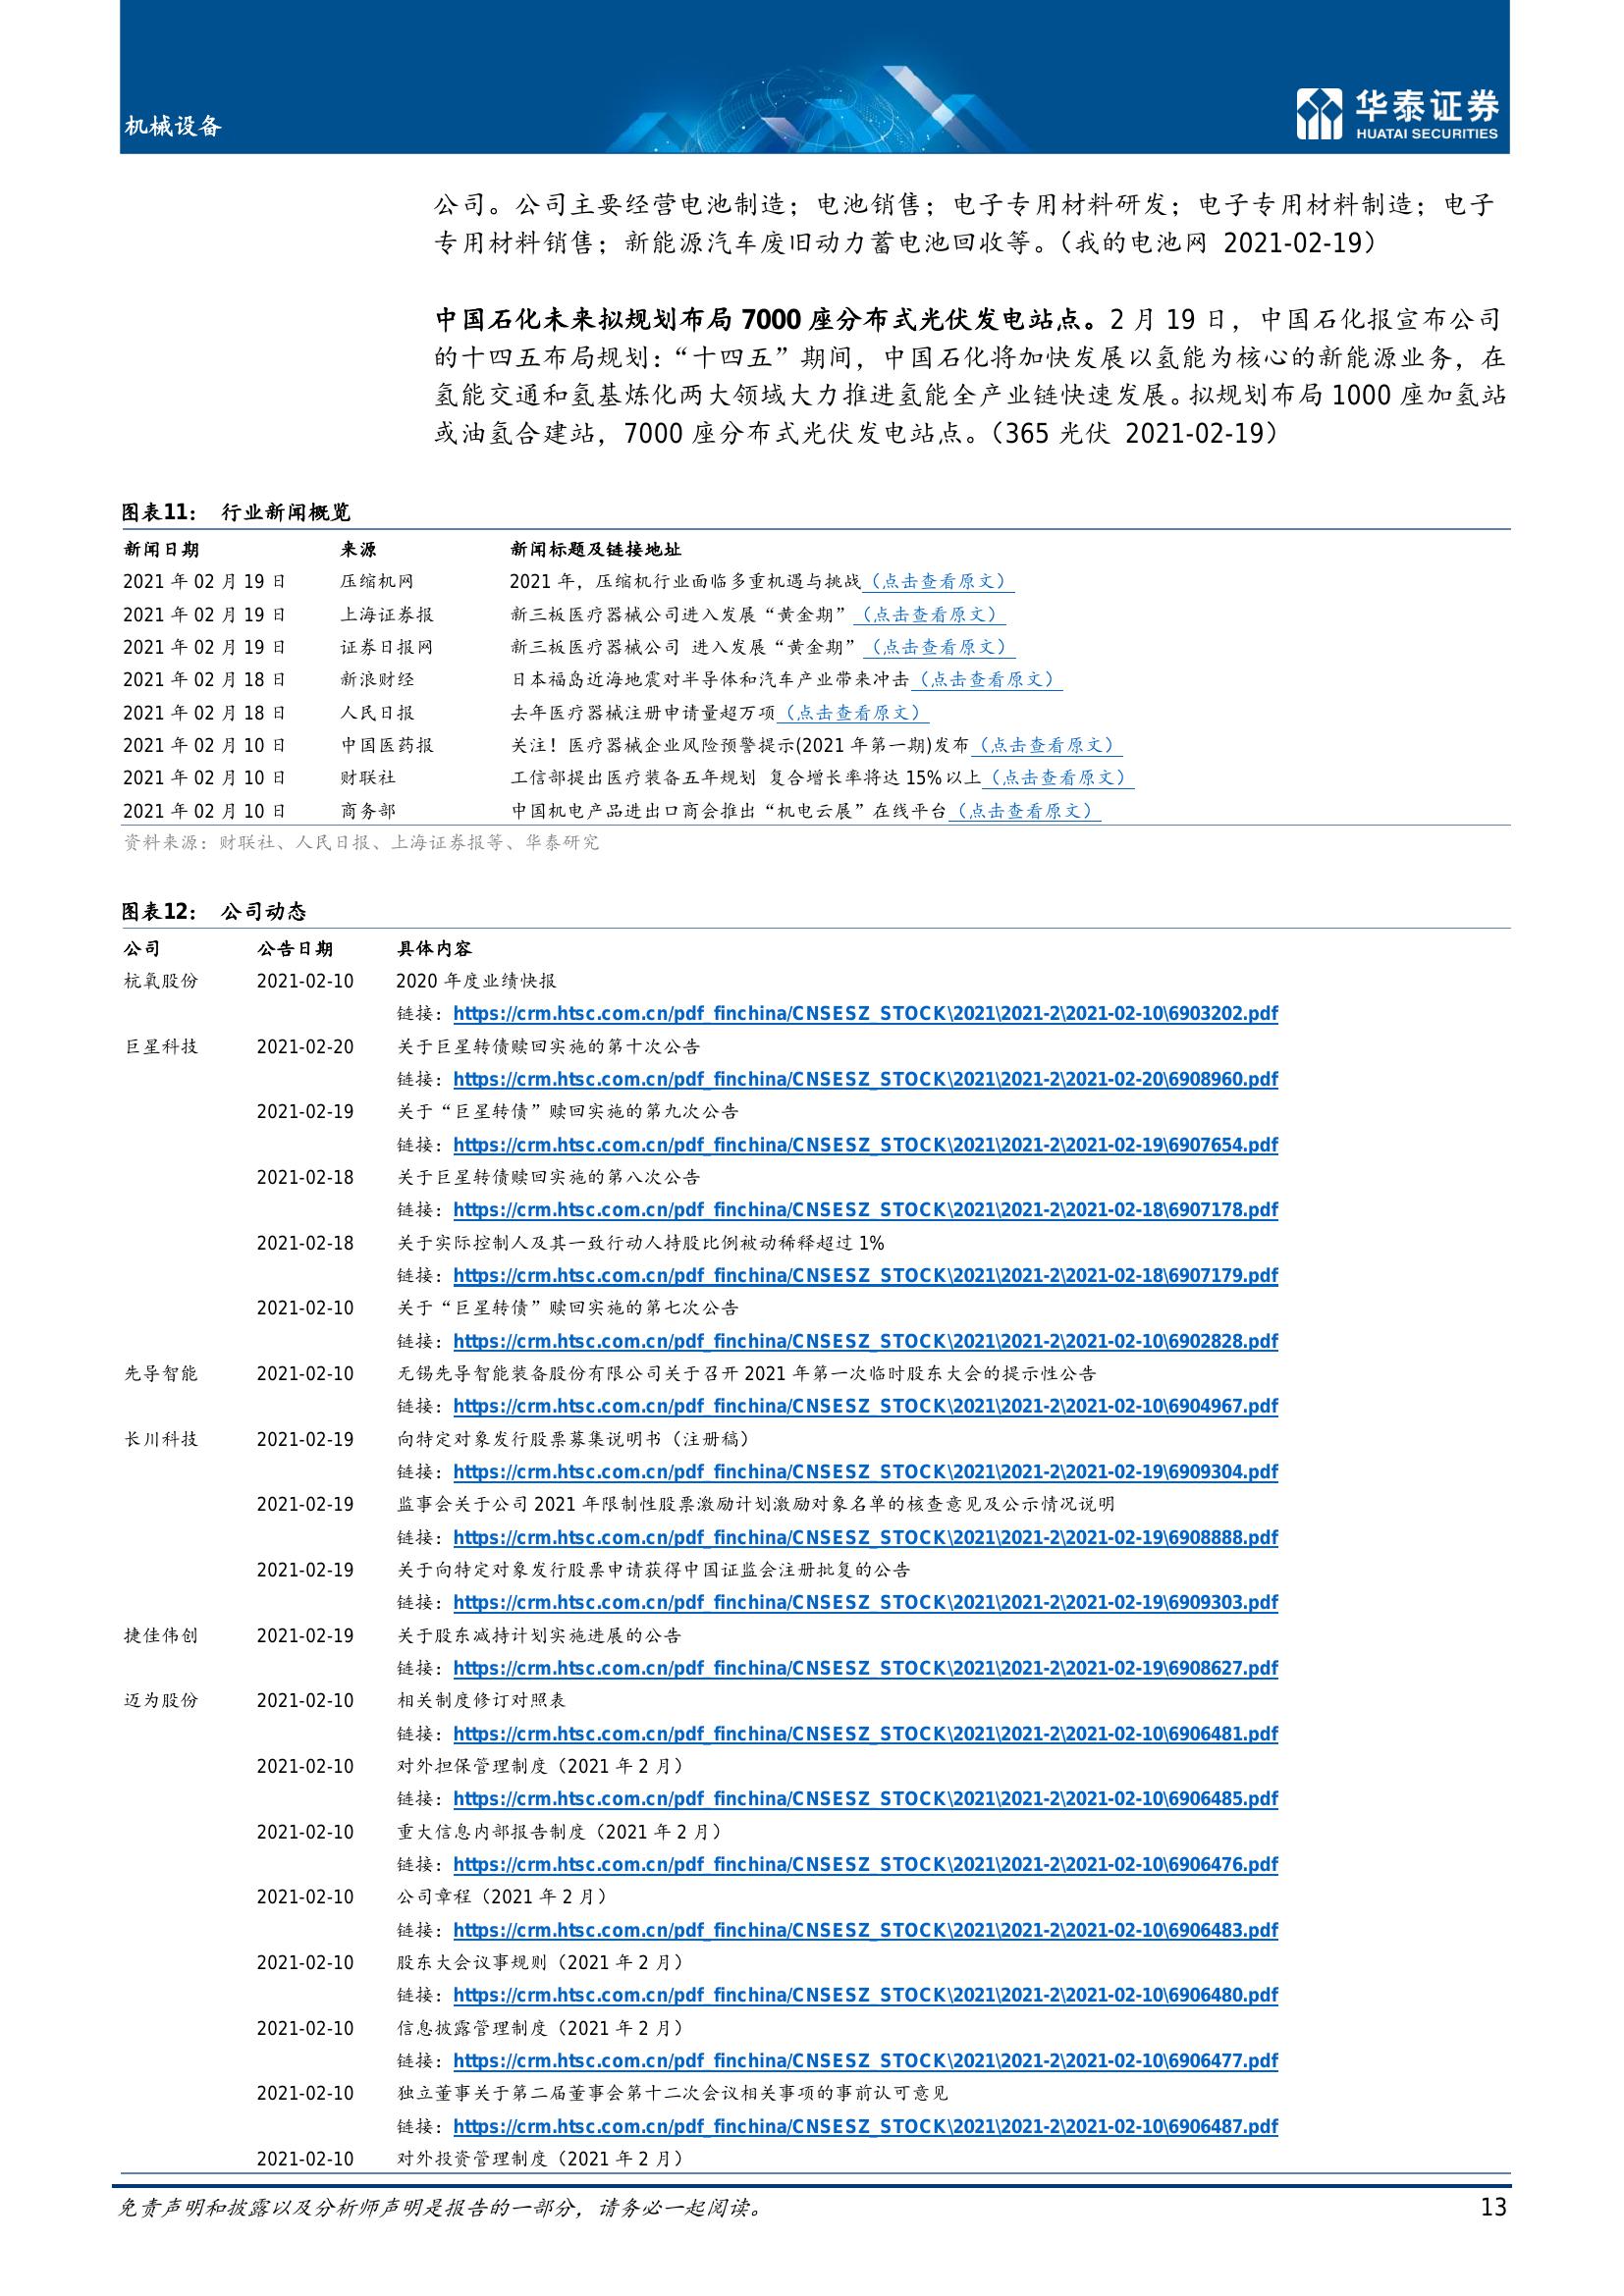 机械设备
华泰证券
HUATAI SECURITIES
公司。公司主要经营电池制造；电池销售；电子专用材料研发；电子专用材料制造；电子
专用材料销售；新能源汽车废旧动力蓄电池回收等。（我的电池网 2021-02-19）
中国石化未来拟规划布局 7000 座分布式光伏发电站点。2 月 19 日，中国石化报宣布公司
的十四五布局规划：“十四五”期间，中国石化将加快发展以氢能为核心的新能源业务，在
氢能交通和氢基炼化两大领域大力推进氢能全产业链快速发展。拟规划布局 1000 座加氢站
或油氢合建站，7000 座分布式光伏发电站点。（365 光伏 2021-02-19）
图表11： 行业新闻概览
新闻日期 来源 新闻标题及链接地址
2021 年 02 月 19 日 压缩机网 2021 年，压缩机行业面临多重机遇与挑战（点击查看原文）
2021 年 02 月 19 日 上海证券报 新三板医疗器械公司进入发展“黄金期”（点击查看原文）
2021 年 02 月 19 日 证券日报网 新三板医疗器械公司 进入发展“黄金期”（点击查看原文）
2021 年 02 月 18 日 新浪财经 日本福岛近海地震对半导体和汽车产业带来冲击（点击查看原文）
2021 年 02 月 18 日 人民日报 去年医疗器械注册申请量超万项（点击查看原文）
2021 年 02 月 10 日 中国医药报 关注！医疗器械企业风险预警提示(2021 年第一期)发布（点击查看原文）
2021 年 02 月 10 日 财联社 工信部提出医疗装备五年规划 复合增长率将达 15%以上（点击查看原文）
2021 年 02 月 10 日 商务部 中国机电产品进出口商会推出“机电云展”在线平台（点击查看原文）
资料来源：财联社、人民日报、上海证券报等、华泰研究
图表12： 公司动态
公司 公告日期 具体内容
杭氧股份 2021-02-10 2020 年度业绩快报
链接：https://crm.htsc.com.cn/pdf_finchina/CNSESZ_STOCK\2021\2021-2\2021-02-10\6903202.pdf
巨星科技 2021-02-20 关于巨星转债赎回实施的第十次公告
链接：https://crm.htsc.com.cn/pdf_finchina/CNSESZ_STOCK\2021\2021-2\2021-02-20\6908960.pdf
2021-02-19 关于“巨星转债”赎回实施的第九次公告
链接：https://crm.htsc.com.cn/pdf_finchina/CNSESZ_STOCK\2021\2021-2\2021-02-19\6907654.pdf
2021-02-18 关于巨星转债赎回实施的第八次公告
链接：https://crm.htsc.com.cn/pdf_finchina/CNSESZ_STOCK\2021\2021-2\2021-02-18\6907178.pdf
2021-02-18 关于实际控制人及其一致行动人持股比例被动稀释超过 1%
链接：https://crm.htsc.com.cn/pdf_finchina/CNSESZ_STOCK\2021\2021-2\2021-02-18\6907179.pdf
2021-02-10 关于“巨星转债”赎回实施的第七次公告
链接：https://crm.htsc.com.cn/pdf_finchina/CNSESZ_STOCK\2021\2021-2\2021-02-10\6902828.pdf
先导智能 2021-02-10 无锡先导智能装备股份有限公司关于召开 2021 年第一次临时股东大会的提示性公告
链接：https://crm.htsc.com.cn/pdf_finchina/CNSESZ_STOCK\2021\2021-2\2021-02-10\6904967.pdf
长川科技 2021-02-19 向特定对象发行股票募集说明书（注册稿）
链接：https://crm.htsc.com.cn/pdf_finchina/CNSESZ_STOCK\2021\2021-2\2021-02-19\6909304.pdf
2021-02-19 监事会关于公司 2021 年限制性股票激励计划激励对象名单的核查意见及公示情况说明
链接：https://crm.htsc.com.cn/pdf_finchina/CNSESZ_STOCK\2021\2021-2\2021-02-19\6908888.pdf
2021-02-19 关于向特定对象发行股票申请获得中国证监会注册批复的公告
链接：https://crm.htsc.com.cn/pdf_finchina/CNSESZ_STOCK\2021\2021-2\2021-02-19\6909303.pdf
捷佳伟创 2021-02-19 关于股东减持计划实施进展的公告
链接：https://crm.htsc.com.cn/pdf_finchina/CNSESZ_STOCK\2021\2021-2\2021-02-19\6908627.pdf
迈为股份 2021-02-10 相关制度修订对照表
链接：https://crm.htsc.com.cn/pdf_finchina/CNSESZ_STOCK\2021\2021-2\2021-02-10\6906481.pdf
2021-02-10 对外担保管理制度（2021 年 2 月）
链接：https://crm.htsc.com.cn/pdf_finchina/CNSESZ_STOCK\2021\2021-2\2021-02-10\6906485.pdf
2021-02-10 重大信息内部报告制度（2021 年 2 月）
链接：https://crm.htsc.com.cn/pdf_finchina/CNSESZ_STOCK\2021\2021-2\2021-02-10\6906476.pdf
2021-02-10 公司章程（2021 年 2 月）
链接：https://crm.htsc.com.cn/pdf_finchina/CNSESZ_STOCK\2021\2021-2\2021-02-10\6906483.pdf
2021-02-10 股东大会议事规则（2021 年 2 月）
链接：https://crm.htsc.com.cn/pdf_finchina/CNSESZ_STOCK\2021\2021-2\2021-02-10\6906480.pdf
2021-02-10 信息披露管理制度（2021 年 2 月）
链接：https://crm.htsc.com.cn/pdf_finchina/CNSESZ_STOCK\2021\2021-2\2021-02-10\6906477.pdf
2021-02-10 独立董事关于第二届董事会第十二次会议相关事项的事前认可意见
链接：https://crm.htsc.com.cn/pdf_finchina/CNSESZ_STOCK\2021\2021-2\2021-02-10\6906487.pdf
2021-02-10 对外投资管理制度（2021 年 2 月）
免责声明和披露以及分析师声明是报告的一部分，请务必一起阅读。 13